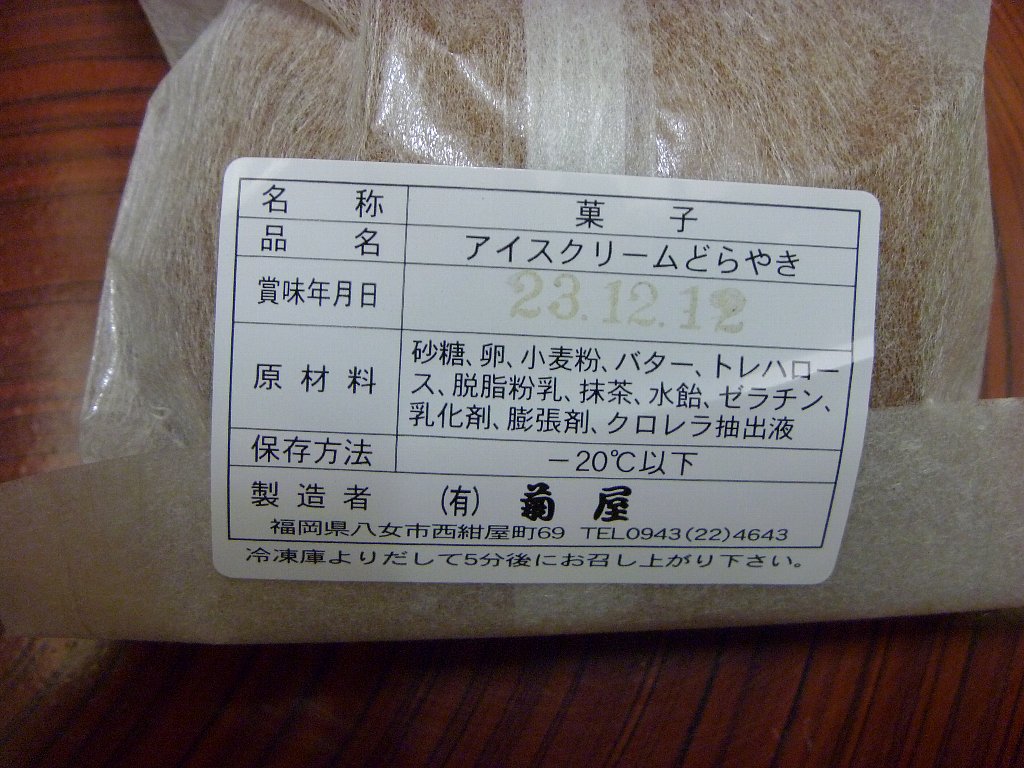 名称 菓子
品名 アイスクリームどらやき
賞味年月日 23.12.12
原材料 砂糖、卵、小麦粉、バター、トレハロー
ス、脱脂粉乳、抹茶、水飴、ゼラチン、
乳化剤、膨張剤、クロレラ抽出液
保存方法 －20℃以下
製造者 (有) 菊屋
福岡県八女市西紺屋町69 TEL0943(22)4643
冷凍庫よりだして5分後にお召し上がり下さい。